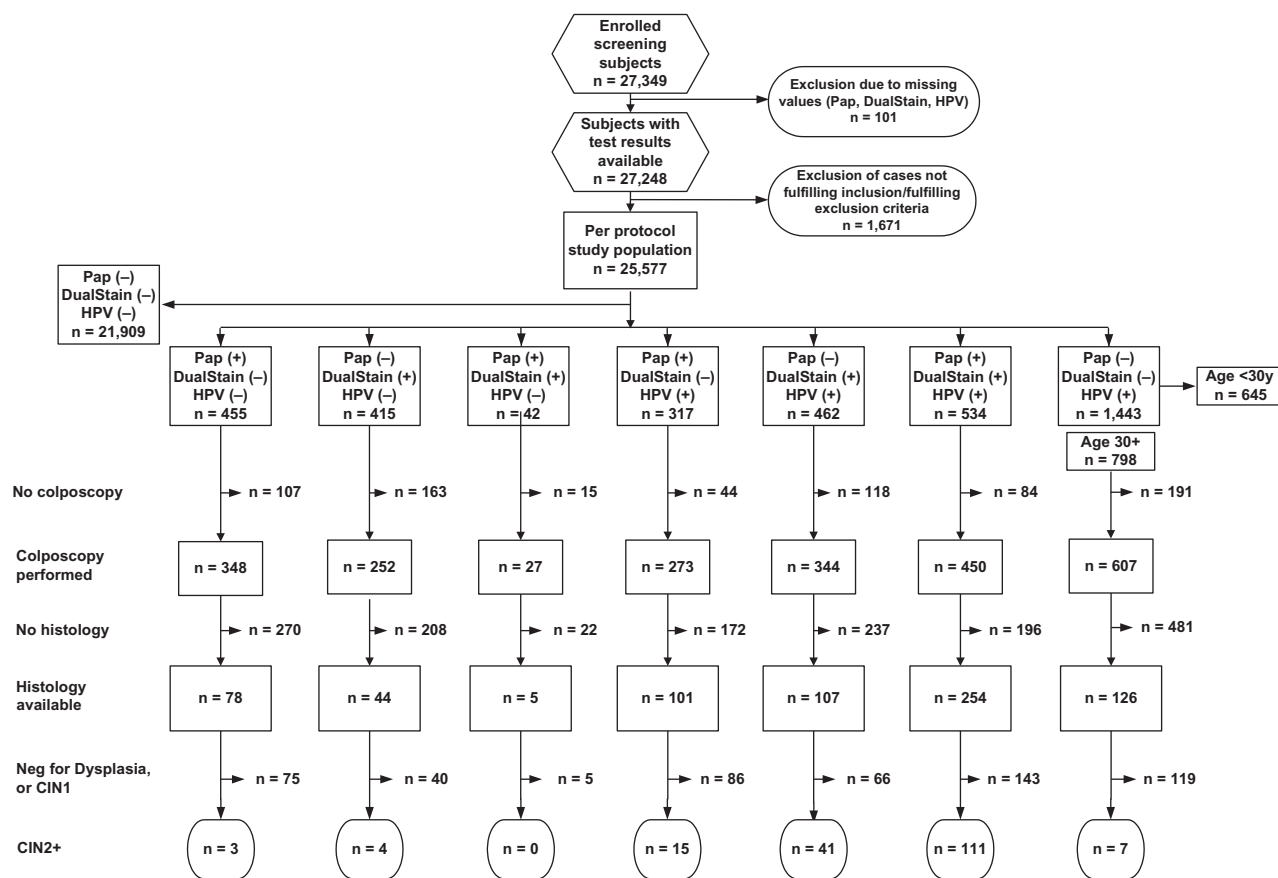 Enrolled
screening
subjects
n = 27,349
Exclusion due to missing
values (Pap, DualStain, HPV)
n = 101
Subjects with
test results
available
n = 27,248
Exclusion of cases not
fulfilling inclusion/fulfilling
exclusion criteria
n = 1,671
Per protocol
study population
n = 25,577
Pap (–)
DualStain (–)
HPV (–)
n = 21,909
Pap (+)
DualStain (–)
HPV (–)
n = 455
Pap (–)
DualStain (+)
HPV (–)
n = 415
Pap (+)
DualStain (+)
HPV (–)
n = 42
Pap (+)
DualStain (–)
HPV (+)
n = 317
Pap (–)
DualStain (+)
HPV (+)
n = 462
Pap (+)
DualStain (+)
HPV (+)
n = 534
Pap (–)
DualStain (–)
HPV (+)
n = 1,443
Age <30y
n = 645
Age 30+
n = 798
No colposcopy
n = 107
n = 163
n = 15
n = 44
n = 118
n = 84
n = 191
Colposcopy
performed
n = 348
n = 252
n = 27
n = 273
n = 344
n = 450
n = 607
No histology
n = 270
n = 208
n = 22
n = 172
n = 237
n = 196
n = 481
Histology
available
n = 78
n = 44
n = 5
n = 101
n = 107
n = 254
n = 126
Neg for Dysplasia,
or CIN1
n = 75
n = 40
n = 5
n = 86
n = 66
n = 143
n = 119
CIN2+
n = 3
n = 4
n = 0
n = 15
n = 41
n = 111
n = 7